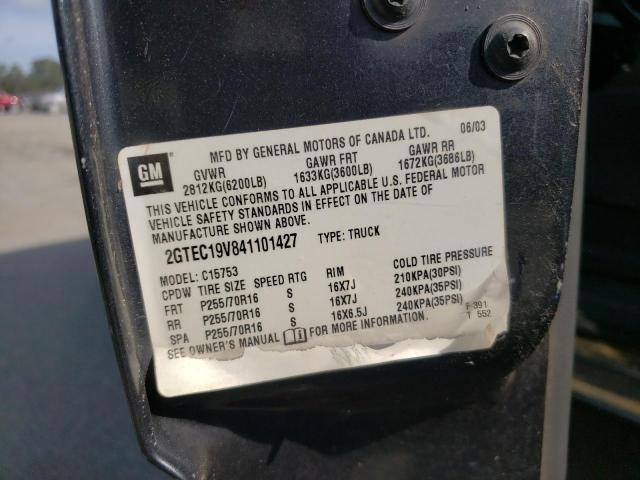 MFD BY GENERAL MOTORS OF CANADA LTD. 06/03
GM
GVWR GAWR FRT GAWR RR
2812KG(6200LB) 1633KG(3600LB) 1672KG(3686LB)
THIS VEHICLE CONFORMS TO ALL APPLICABLE U.S. FEDERAL MOTOR
VEHICLE SAFETY STANDARDS IN EFFECT ON THE DATE OF
MANUFACTURE SHOWN ABOVE.
2GTEC19V841101427 TYPE: TRUCK
MODEL: C15753
CPDW TIRE SIZE SPEED RTG RIM COLD TIRE PRESSURE
FRT P255/70R16 S 16X7J 210KPA(30PSI)
RR P255/70R16 S 16X7J 240KPA(35PSI)
SPA P255/70R16 S 16X6.5J 240KPA(35PSI)
SEE OWNER'S MANUAL FOR MORE INFORMATION.
F 391
T 552